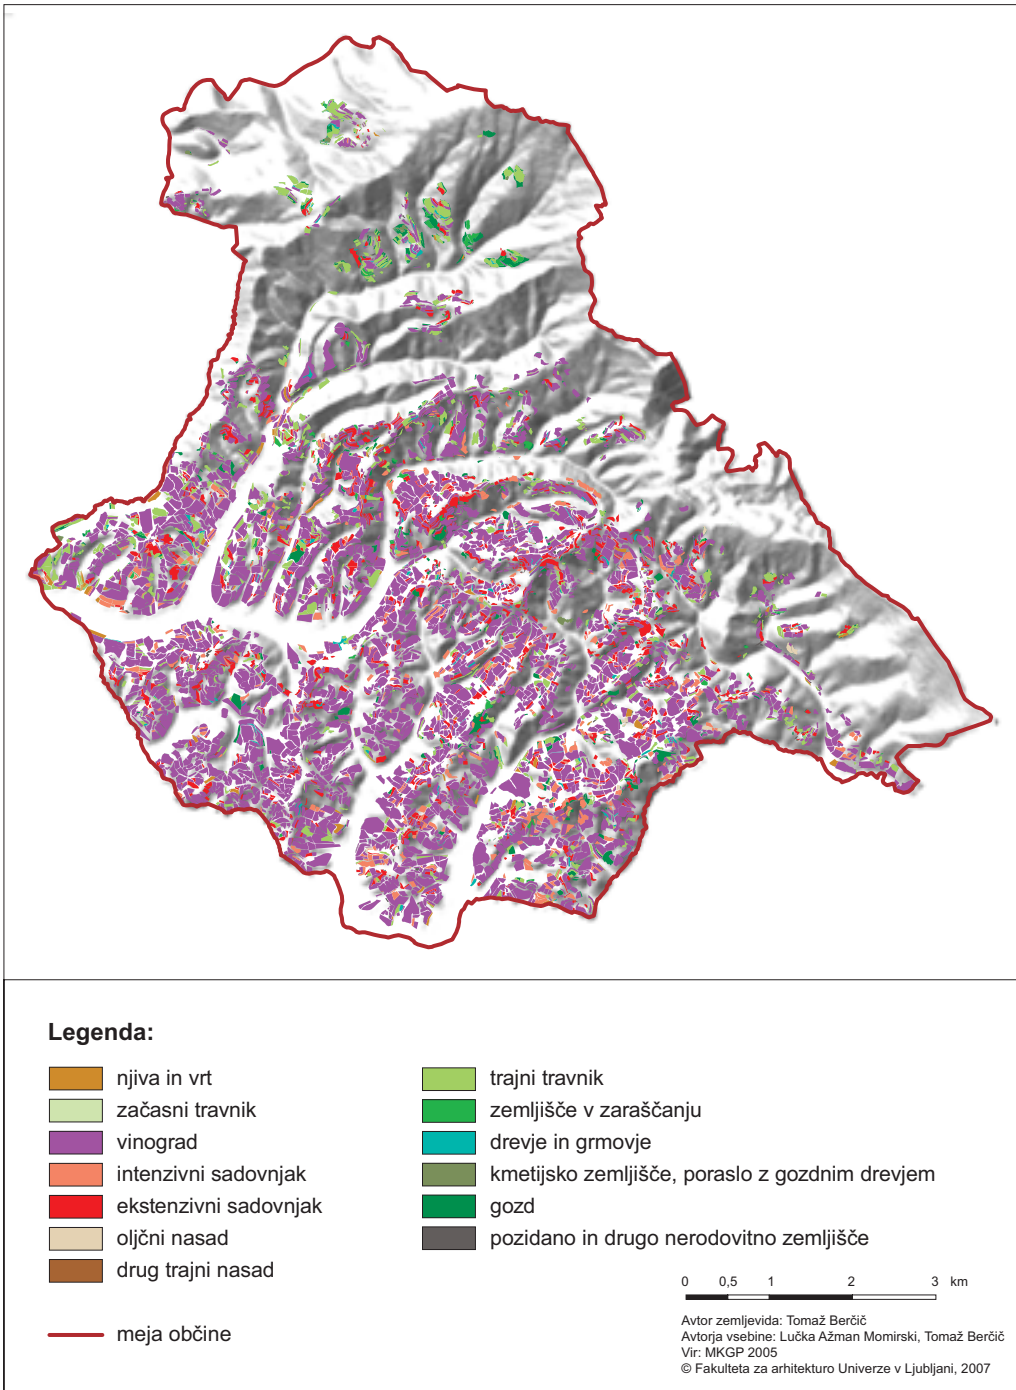 Legenda:
njiva in vrt
začasni travnik
vinograd
intenzivni sadovnjak
ekstenzivni sadovnjak
oljčni nasad
drug trajni nasad
meja občine
trajni travnik
zemljišče v zaraščanju
drevje in grmovje
kmetijsko zemljišče, poraslo z gozdnim drevjem
gozd
pozidano in drugo nerodovitno zemljišče
0 0,5 1 2 3 km
Avtor zemljevida: Tomaž Berčič
Avtorja vsebine: Lučka Ažman Momirski, Tomaž Berčič
Vir: MKGP 2005
© Fakulteta za arhitekturo Univerze v Ljubljani, 2007